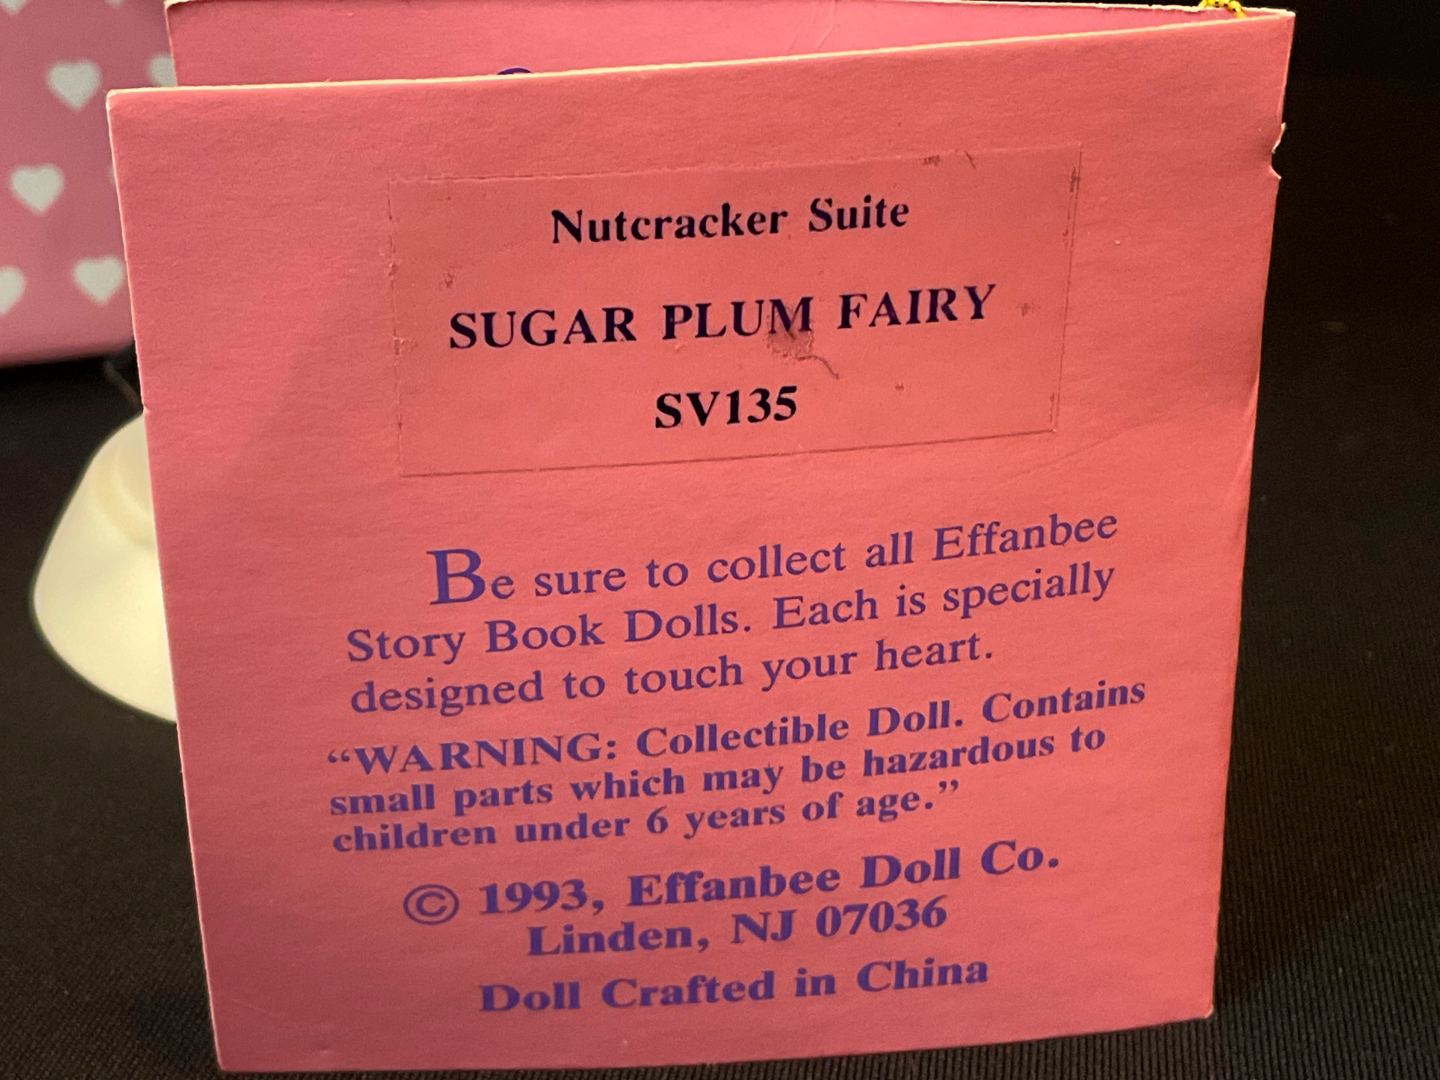 Nutcracker Suite
SUGAR PLUM FAIRY
SV135
Be sure to collect all Effanbee
Story Book Dolls. Each is specially
designed to touch your heart.
“WARNING: Collectible Doll. Contains
small parts which may be hazardous to
children under 6 years of age.”
© 1993, Effanbee Doll Co.
Linden, NJ 07036
Doll Crafted in China